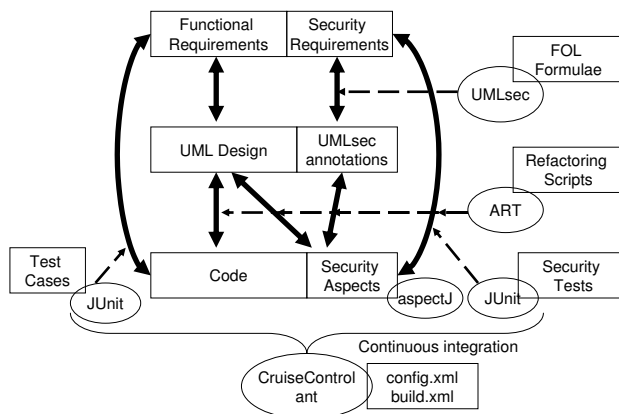 Functional
Requirements
Security
Requirements
FOL
Formulae
UMLsec
UML Design
UMLsec
annotations
Refactoring
Scripts
ART
Test
Cases
JUnit
Code
Security
Aspects
aspectJ
JUnit
Security
Tests
Continuous integration
CruiseControl
ant
config.xml
build.xml